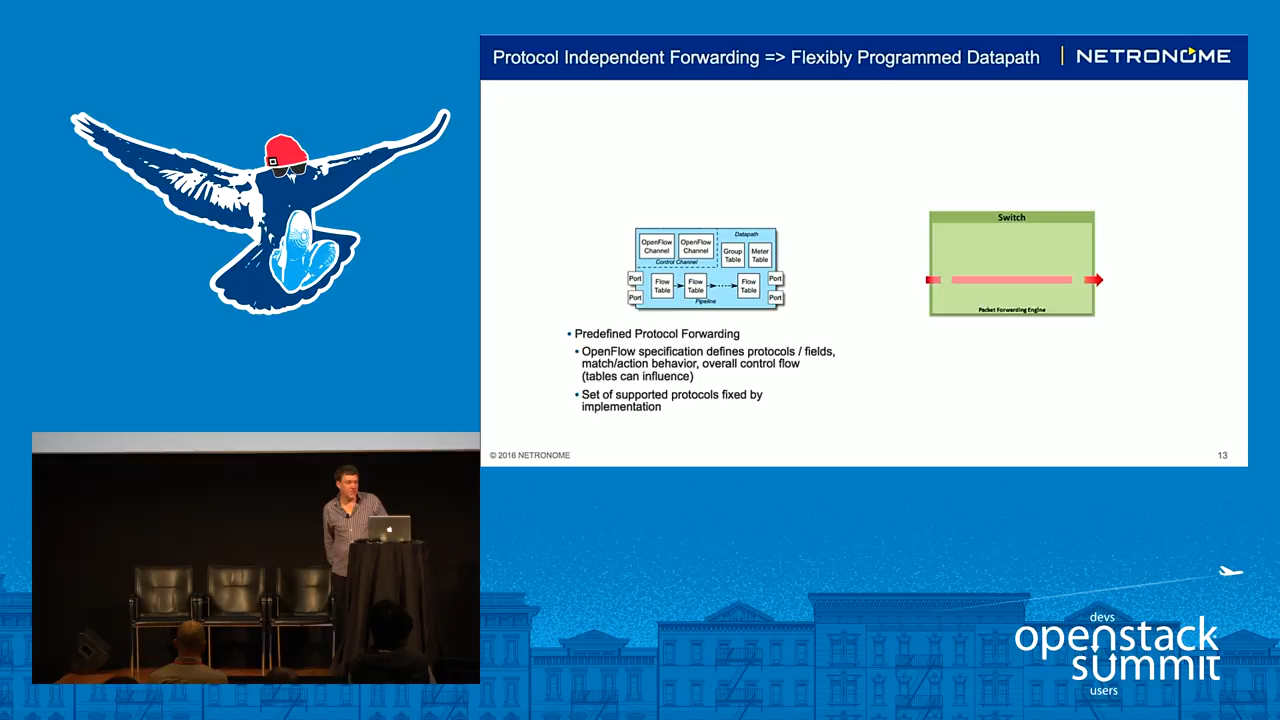 Protocol Independent Forwarding => Flexibly Programmed Datapath
NETRONOME
OpenFlow
Channel
OpenFlow
Channel
Control Channel
Datapath
Group
Table
Meter
Table
Port
Port
Flow
Table
Flow
Table
Flow
Table
Pipeline
Port
Port
Switch
Packet Forwarding Engine
• Predefined Protocol Forwarding
• OpenFlow specification defines protocols / fields,
match/action behavior, overall control flow
(tables can influence)
• Set of supported protocols fixed by
implementation
© 2016 NETRONOME
13
devs
openstack
summit
users